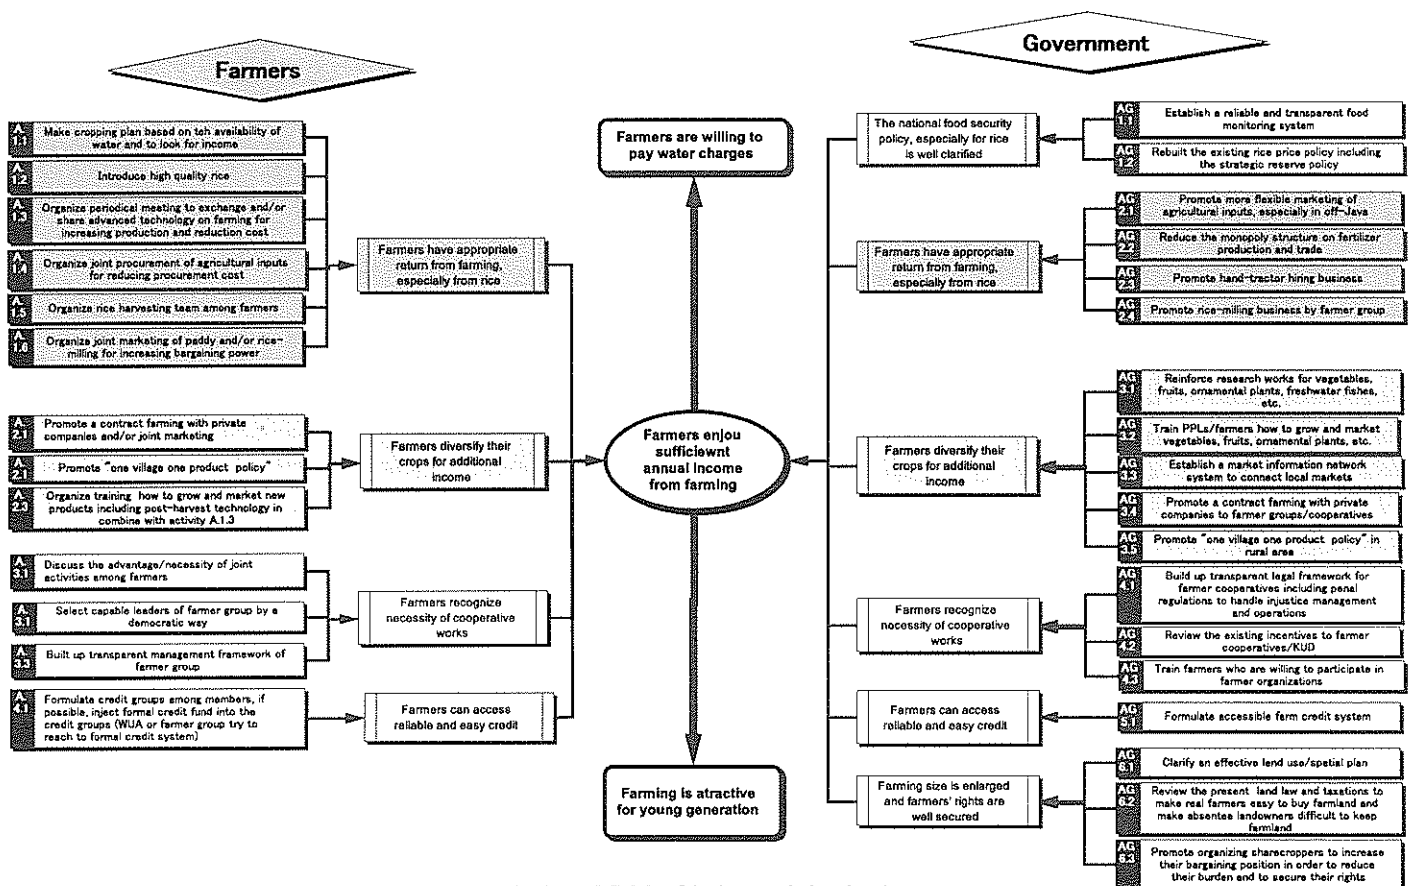 Farmers
A
1.1
Make cropping plan based on teh availability of
water and to look for income
A
1.2
Introduce high quality rice
A
1.3
Organize periodical meeting to exchange and/or
share advanced technology on farming for
increasing production and reduction cost
A
1.4
Organize joint procurement of agricultural inputs
for reducing procurement cost
A
1.5
Organize rice harvesting team among farmers
A
1.6
Organize joint marketing of paddy and/or rice-
milling for increasing bargaining power
Farmers have appropriate
return from farming,
especially from rice
A
2.1
Promote a contract farming with private
companies and/or joint marketing
A
2.1
Promote "one village one product policy"
A
2.3
Organize training how to grow and market new
products including post-harvest technology in
combine with activity A.1.3
Farmers diversify their
crops for additional
income
A
3.1
Discuss the advantage/necessity of joint
activities among farmers
A
3.1
Select capable leaders of farmer group by a
democratic way
A
3.3
Built up transparent management framework of
farmer group
Farmers recognize
necessity of cooperative
works
A
4.1
Formulate credit groups among members, if
possible, inject formal credit fund into the
credit groups (WUA or farmer group try to
reach to formal credit system)
Farmers can access
reliable and easy credit
Farmers are willing to
pay water charges
Farmers enjou
sufficiewnt
annual income
from farming
Farming is atractive
for young generation
Government
The national food security
policy, especially for rice
is well clarified
AG
1.1
Establish a reliable and transparent food
monitoring system
AG
1.2
Rebuilt the existing rice price policy including
the strategic reserve policy
Farmers have appropriate
return from farming,
especially from rice
AG
2.1
Promote more flexible marketing of
agricultural inputs, especially in off-Java
AG
2.2
Reduce the monopoly structure on fertilizer
production and trade
AG
2.3
Promote hand-tractor hiring business
AG
2.4
Promote rice-milling business by farmer group
Farmers diversify their
crops for additional
income
AG
3.1
Reinforce research works for vegetables,
fruits, ornamental plants, freshwater fishes,
etc.
AG
3.2
Train PPLs/farmers how to grow and market
vegetables, fruits, ornamental plants, etc.
AG
3.3
Establish a market information network
system to connect local markets
AG
3.4
Promote a contract farming with private
companies to farmer groups/cooperatives
AG
3.5
Promote "one village one product policy" in
rural area
Farmers recognize
necessity of cooperative
works
AG
4.1
Build up transparent legal framework for
farmer cooperatives including penal
regulations to handle injustice management
and operations
AG
4.2
Review the existing incentives to farmer
cooperatives/KUD
AG
4.3
Train farmers who are willing to participate in
farmer organizations
Farmers can access
reliable and easy credit
AG
5.1
Formulate accessible farm credit system
Farming size is enlarged
and farmers' rights are
well secured
AG
6.1
Clarify an effective land use/spatial plan
AG
6.2
Review the present land law and taxations to
make real farmers easy to buy farmland and
make absentee landowners difficult to keep
farmland
AG
6.3
Promote organizing sharecroppers to increase
their bargaining position in order to reduce
their burden and to secure their rights